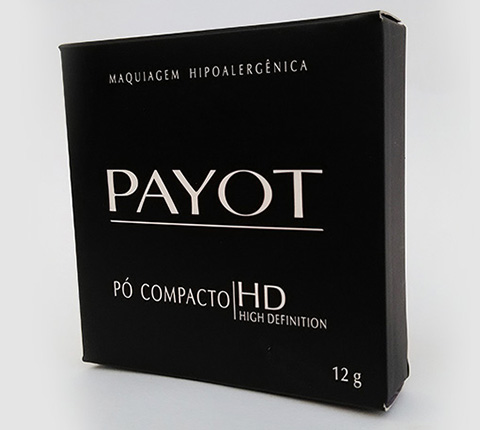 MAQUIAGEM HIPOALERGÊNICA
PAYOT
PÓ COMPACTO HD
HIGH DEFINITION
12 g